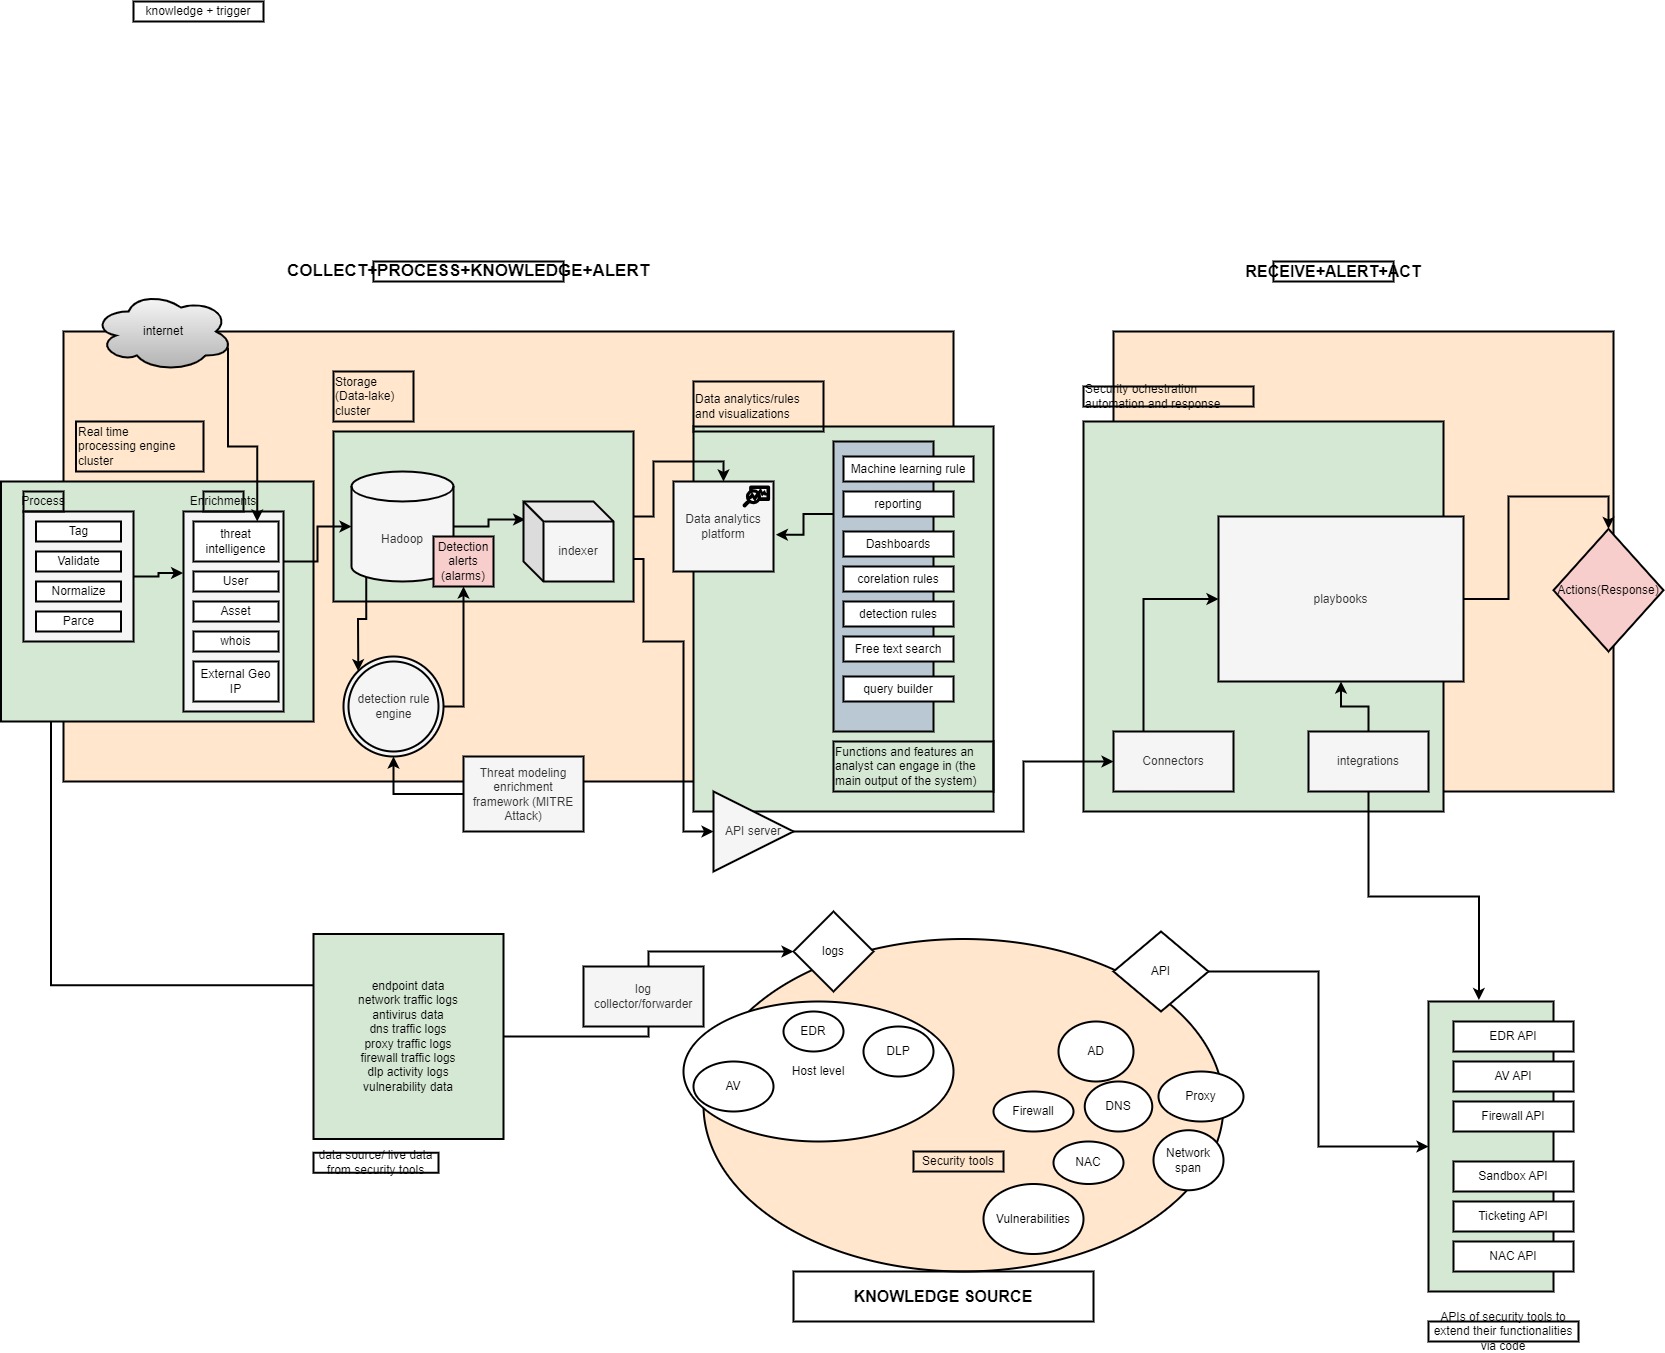 knowledge + trigger
COLLECT+PROCESS+KNOWLEDGE+ALERT
RECEIVE+ALERT+ACT
internet
Storage
(Data-lake)
cluster
Data analytics/rules
and visualizations
Security ochestration
automation and response
Real time
processing engine
cluster
Process
Tag
Validate
Normalize
Parce
Enrichments
threat
intelligence
User
Asset
whois
External Geo
IP
Hadoop
Detection
alerts
(alarms)
indexer
detection rule
engine
Threat modeling
enrichment
framework (MITRE
Attack)
Data analytics
platform
Machine learning rule
reporting
Dashboards
corelation rules
detection rules
Free text search
query builder
Functions and features an
analyst can engage in (the
main output of the system)
API server
playbooks
Actions(Response)
Connectors
integrations
endpoint data
network traffic logs
antivirus data
dns traffic logs
proxy traffic logs
firewall traffic logs
dlp activity logs
vulnerability data
data source/ live data
from security tools
log
collector/forwarder
logs
API
EDR
DLP
Host level
AV
AD
Firewall
DNS
Proxy
NAC
Network
span
Security tools
Vulnerabilities
KNOWLEDGE SOURCE
EDR API
AV API
Firewall API
Sandbox API
Ticketing API
NAC API
APIs of security tools to
extend their functionalities
via code